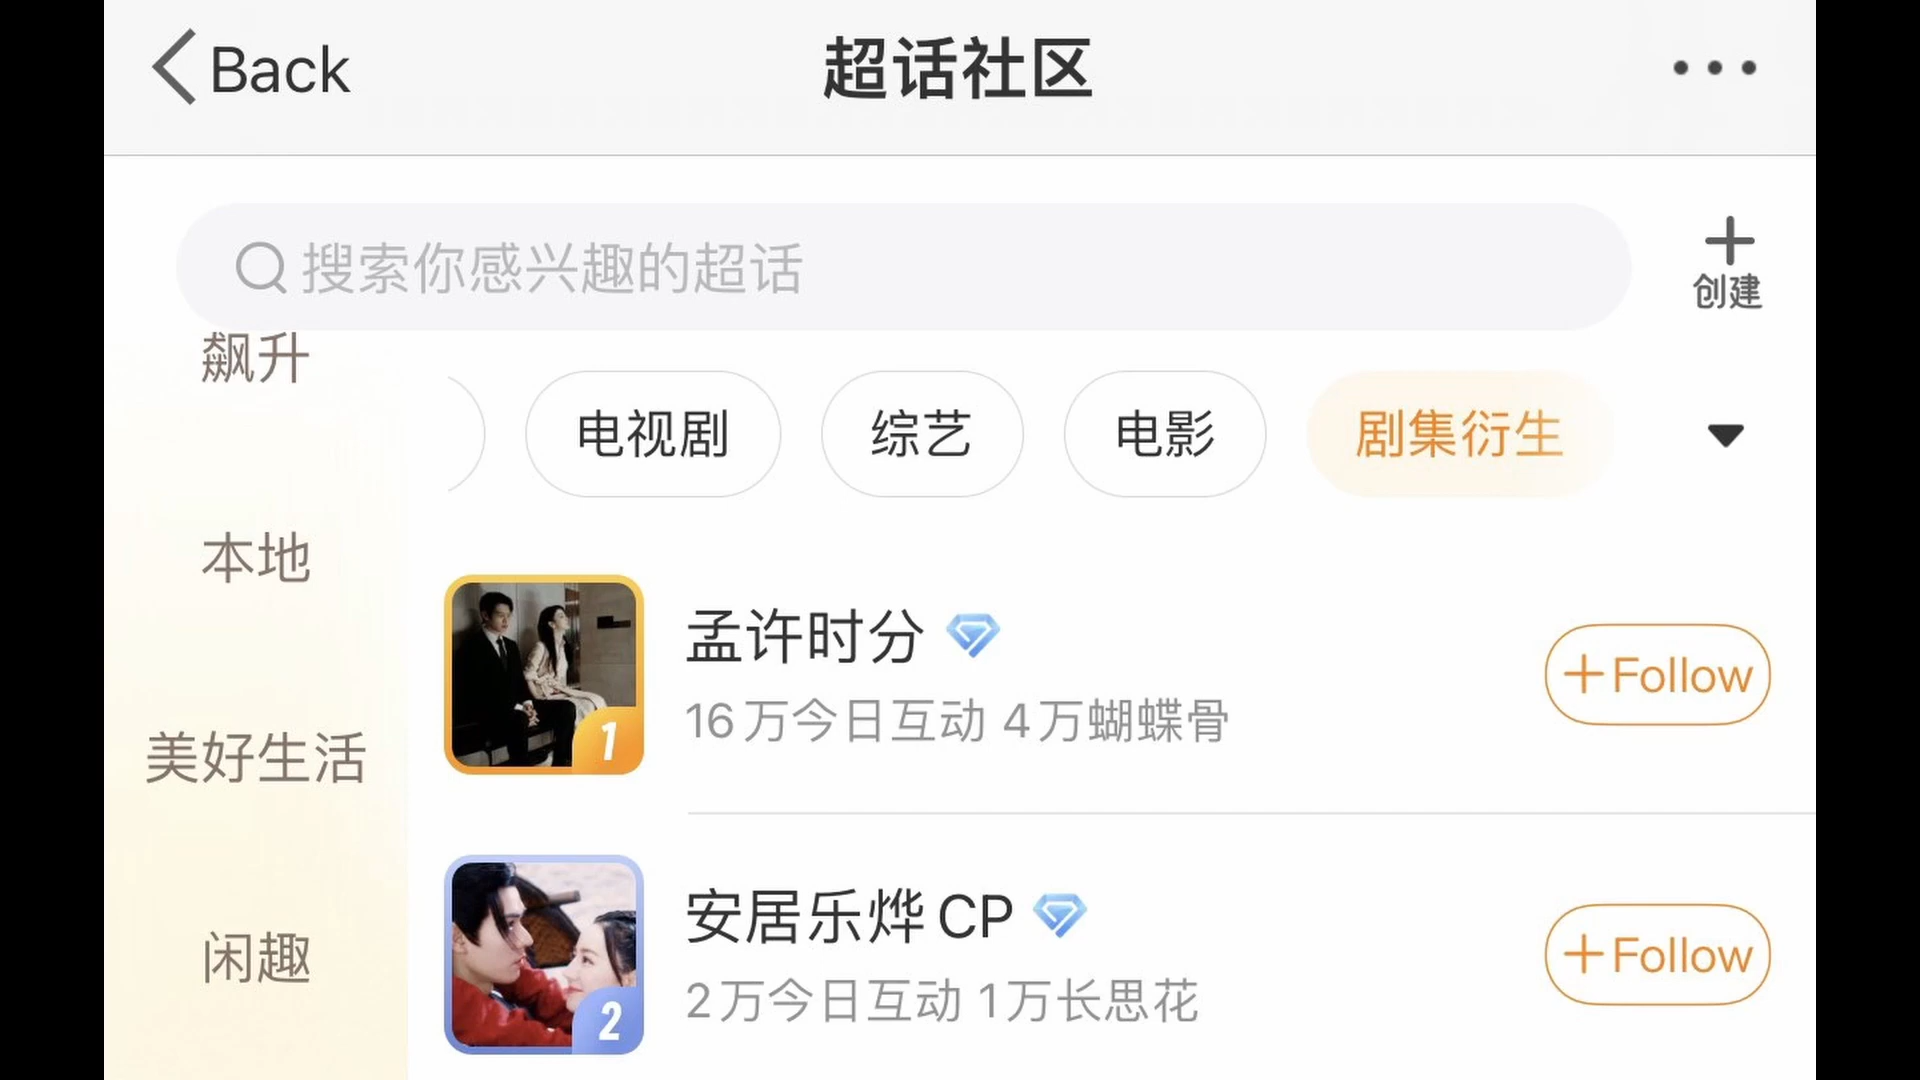 Back
超话社区
搜索你感兴趣的超话
创建
飙升
本地
美好生活
闲趣
电视剧
综艺
电影
剧集衍生
孟许时分
16万今日互动 4万蝴蝶骨
+Follow
1
安居乐烨CP
2万今日互动 1万长思花
+Follow
2